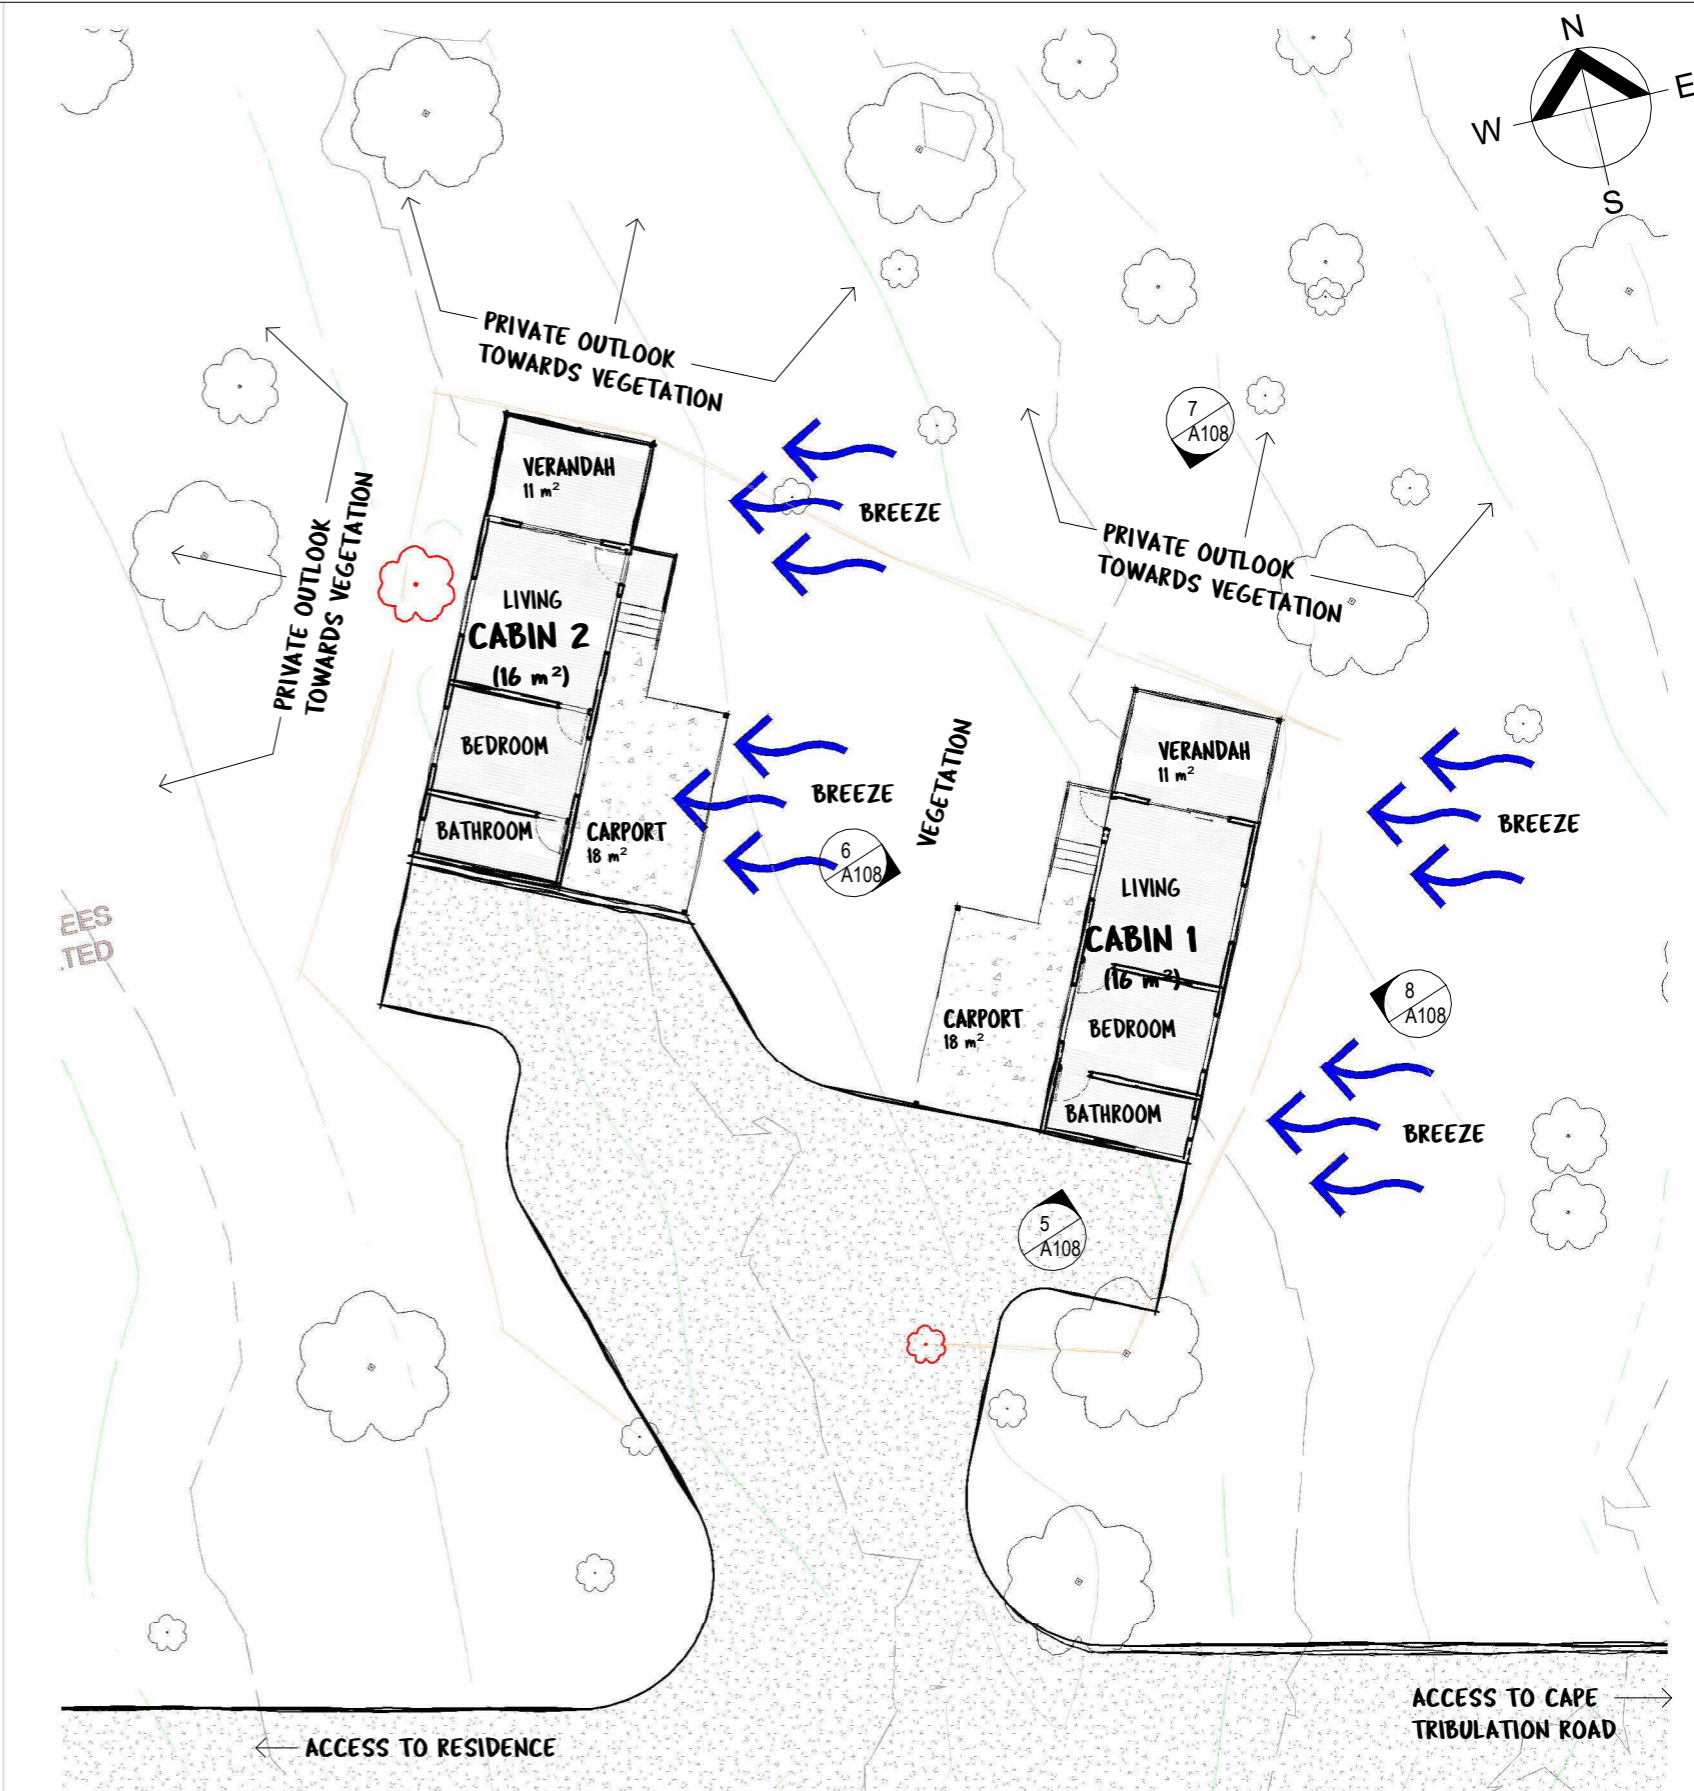 N
E
W
S
PRIVATE OUTLOOK
TOWARDS VEGETATION
7
A108
VERANDAH
11 m²
BREEZE
PRIVATE OUTLOOK
TOWARDS VEGETATION
PRIVATE OUTLOOK
TOWARDS VEGETATION
LIVING
CABIN 2
(16 m²)
BEDROOM
BATHROOM
CARPORT
18 m²
BREEZE
6
A108
VEGETATION
VERANDAH
11 m²
BREEZE
LIVING
CABIN 1
(16 m²)
EES
TED
CARPORT
18 m²
BEDROOM
8
A108
BATHROOM
BREEZE
5
A108
ACCESS TO CAPE
TRIBULATION ROAD
ACCESS TO RESIDENCE